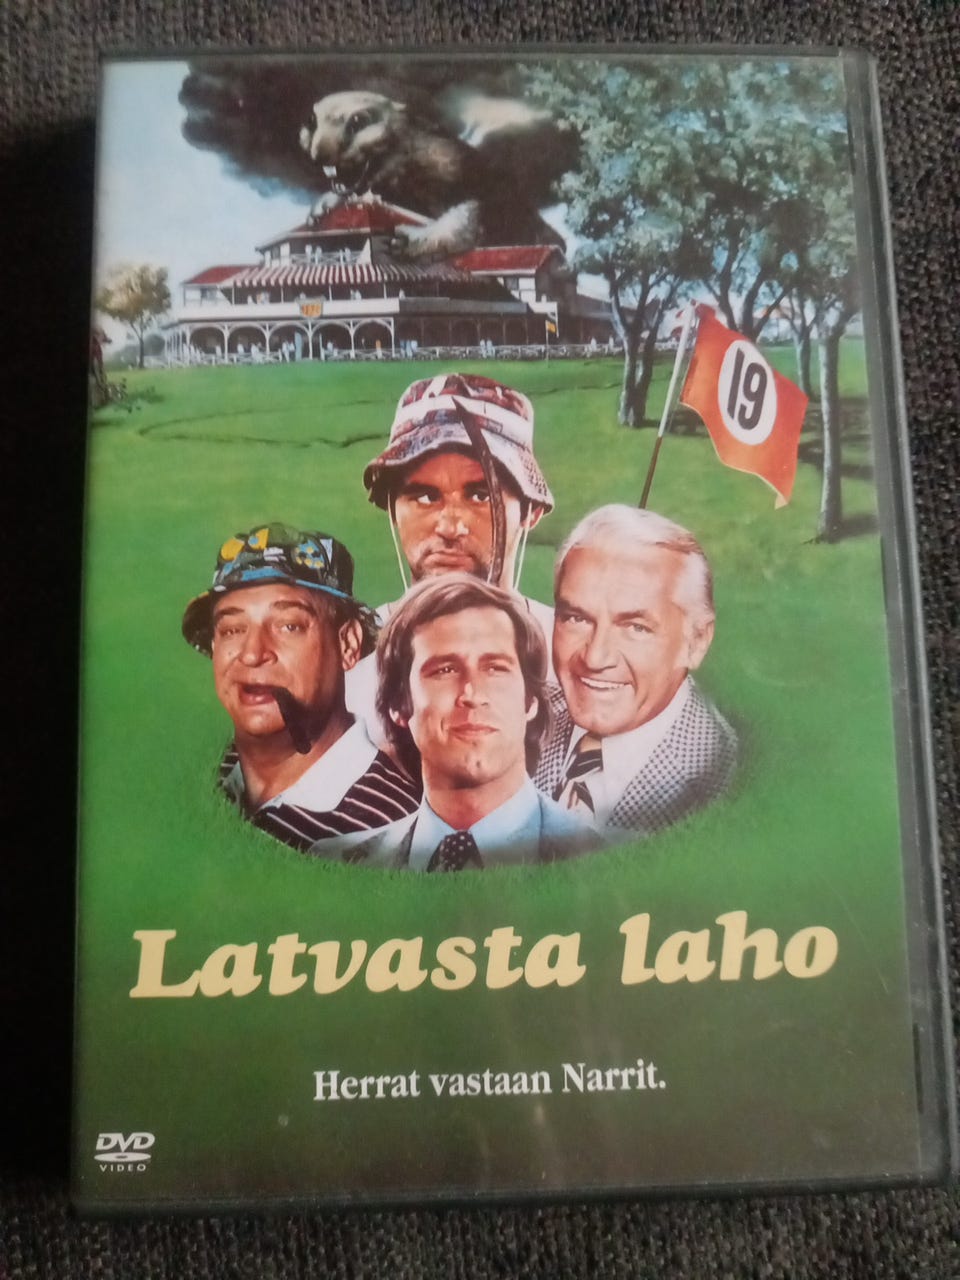 19
Latvasta laho
Herrat vastaan Narrit.
DVD
VIDEO